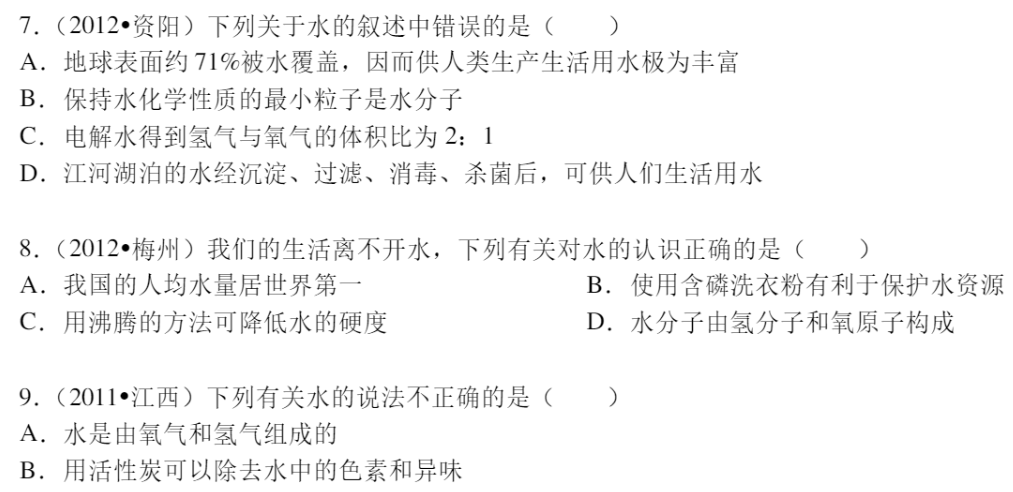 7．（2012•资阳）下列关于水的叙述中错误的是（　　）
A．地球表面约 71%被水覆盖，因而供人类生产生活用水极为丰富
B．保持水化学性质的最小粒子是水分子
C．电解水得到氢气与氧气的体积比为 2：1
D．江河湖泊的水经沉淀、过滤、消毒、杀菌后，可供人们生活用水
8．（2012•梅州）我们的生活离不开水，下列有关对水的认识正确的是（　　）
A．我国的人均水量居世界第一　　B．使用含磷洗衣粉有利于保护水资源
C．用沸腾的方法可降低水的硬度　　D．水分子由氢分子和氧原子构成
9．（2011•江西）下列有关水的说法不正确的是（　　）
A．水是由氧气和氢气组成的
B．用活性炭可以除去水中的色素和异味